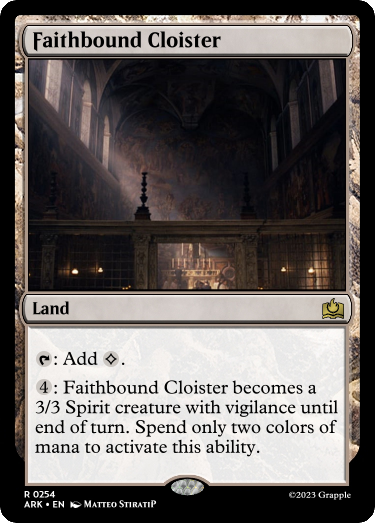 Faithbound Cloister
Land
: Add .
4: Faithbound Cloister becomes a
3/3 Spirit creature with vigilance until
end of turn. Spend only two colors of
mana to activate this ability.
R 0254
ARK • EN Matteo StiratiP
©2023 Grapple